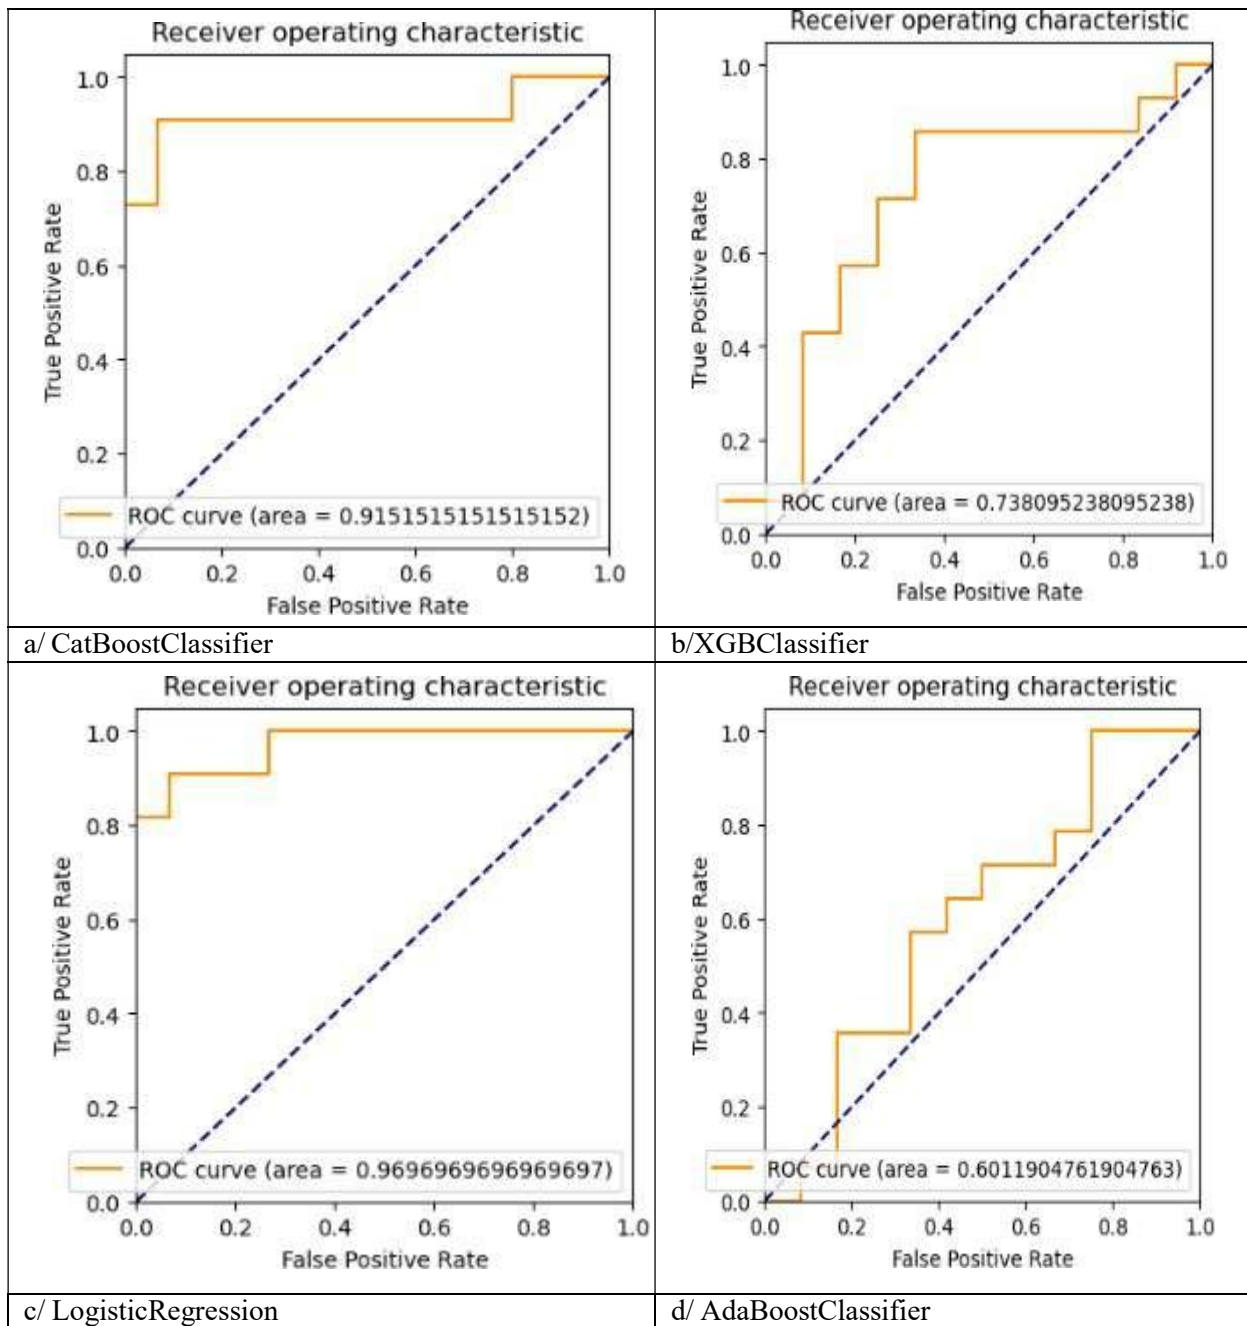 Receiver operating characteristic
1.0
0.8
0.6
0.4
0.2
0.0
True Positive Rate
ROC curve (area = 0.9151515151515152)
0.0 0.2 0.4 0.6 0.8 1.0
False Positive Rate
a/ CatBoostClassifier
Receiver operating characteristic
1.0
0.8
0.6
0.4
0.2
0.0
True Positive Rate
ROC curve (area = 0.738095238095238)
0.0 0.2 0.4 0.6 0.8 1.0
False Positive Rate
b/XGBClassifier
Receiver operating characteristic
1.0
0.8
0.6
0.4
0.2
0.0
True Positive Rate
ROC curve (area = 0.9696969696969697)
0.0 0.2 0.4 0.6 0.8 1.0
False Positive Rate
c/ LogisticRegression
Receiver operating characteristic
1.0
0.8
0.6
0.4
0.2
0.0
True Positive Rate
ROC curve (area = 0.6011904761904763)
0.0 0.2 0.4 0.6 0.8 1.0
False Positive Rate
d/ AdaBoostClassifier